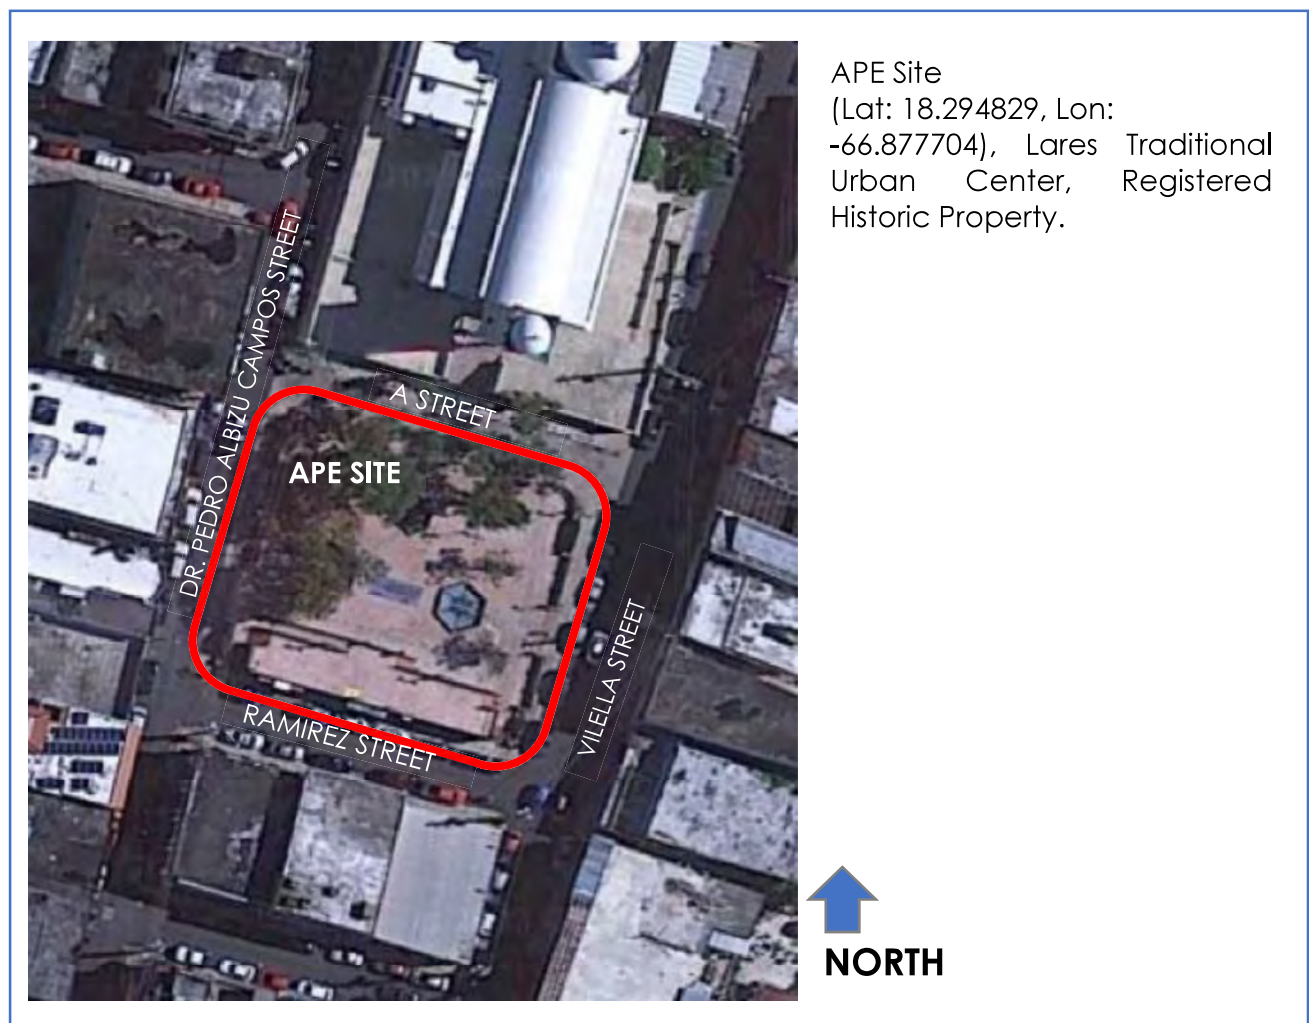 APE Site
(Lat: 18.294829, Lon:
-66.877704), Lares Traditional
Urban Center, Registered
Historic Property.
DR. PEDRO ALBIZU CAMPOS STREET
A STREET
APE SITE
VILELLA STREET
RAMIREZ STREET
NORTH